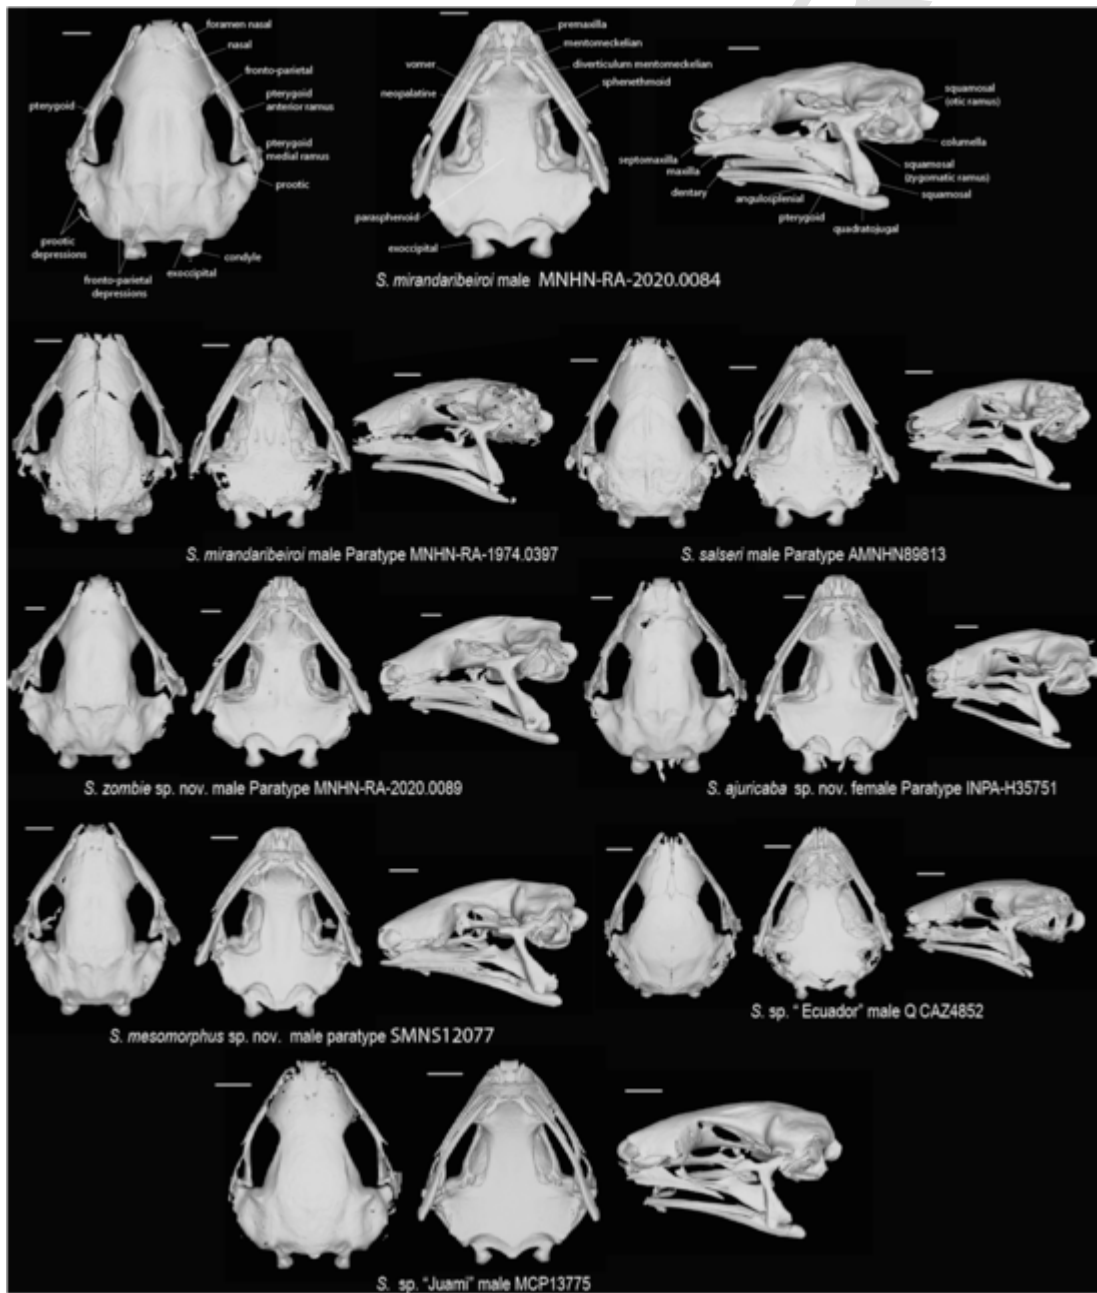 foramen nasal
nasal
fronto-parietal
pterygoid
pterygoid
anterior ramus
pterygoid
medial ramus
prootic
prootic
depressions
fronto-parietal
depressions
exoccipital
condyle
premaxilla
mentomeckelian
diverticulum mentomeckelian
sphenethmoid
vomer
neopalatine
parasphenoid
exoccipital
squamosal
(otic ramus)
columella
squamosal
(zygomatic ramus)
squamosal
septomaxilla
maxilla
dentary
angulosplenial
pterygoid
quadratojugal
S. mirandaribeiroi male MNHN-RA-2020.0084
S. mirandaribeiroi male Paratype MNHN-RA-1974.0397
S. salseri male Paratype AMNHN89813
S. zombie sp. nov. male Paratype MNHN-RA-2020.0089
S. ajuricaba sp. nov. female Paratype INPA-H35751
S. mesomorphus sp. nov. male paratype SMNS12077
S. sp. "Ecuador" male Q CAZ4852
S. sp. "Juami" male MCP13775